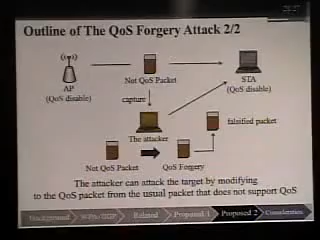 Outline of The QoS Forgery Attack 2/2
Not QoS Packet
AP
(QoS disable)
STA
(QoS disable)
capture
The attacker
falsified packet
Not QoS Packet
QoS Forgery
The attacker can attack the target by modifying
to the QoS packet from the usual packet that does not support QoS
Background
Related
Proposed 1
Proposed 2
Consideration